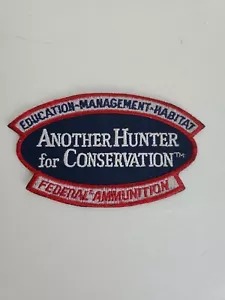 EDUCATION-MANAGEMENT-HABITAT
ANOTHER HUNTER
for CONSERVATION™
FEDERAL® AMMUNITION